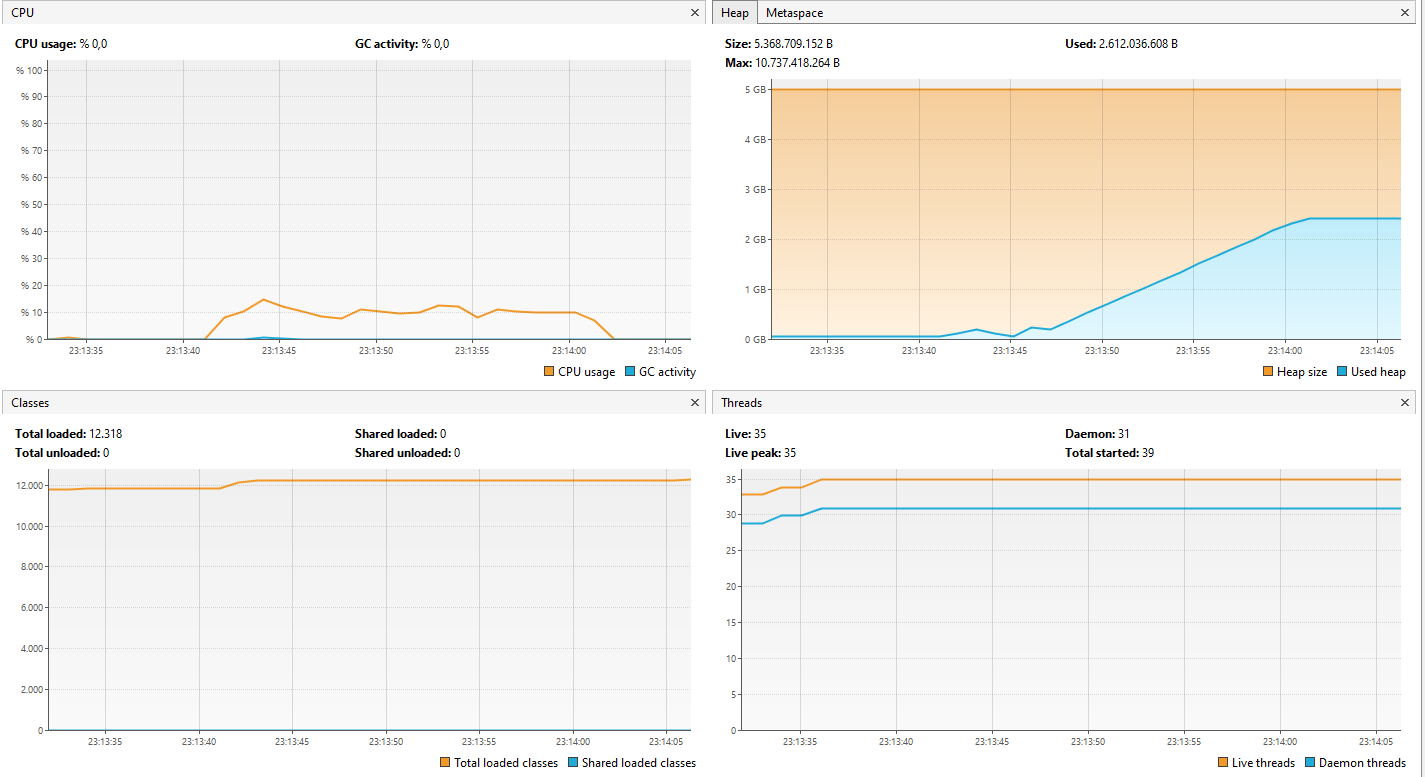 CPU
CPU usage: % 0,0 GC activity: % 0,0
% 100
% 90
% 80
% 70
% 60
% 50
% 40
% 30
% 20
% 10
% 0
23:13:35 23:13:40 23:13:45 23:13:50 23:13:55 23:14:00 23:14:05
CPU usage GC activity
Heap Metaspace
Size: 5.368.709.152 B Used: 2.612.036.608 B
Max: 10.737.418.264 B
5 GB
4 GB
3 GB
2 GB
1 GB
0 GB
23:13:35 23:13:40 23:13:45 23:13:50 23:13:55 23:14:00 23:14:05
Heap size Used heap
Classes
Total loaded: 12.318 Shared loaded: 0
Total unloaded: 0 Shared unloaded: 0
12.000
10.000
8.000
6.000
4.000
2.000
0
23:13:35 23:13:40 23:13:45 23:13:50 23:13:55 23:14:00 23:14:05
Total loaded classes Shared loaded classes
Threads
Live: 35 Daemon: 31
Live peak: 35 Total started: 39
35
30
25
20
15
10
5
0
23:13:35 23:13:40 23:13:45 23:13:50 23:13:55 23:14:00 23:14:05
Live threads Daemon threads